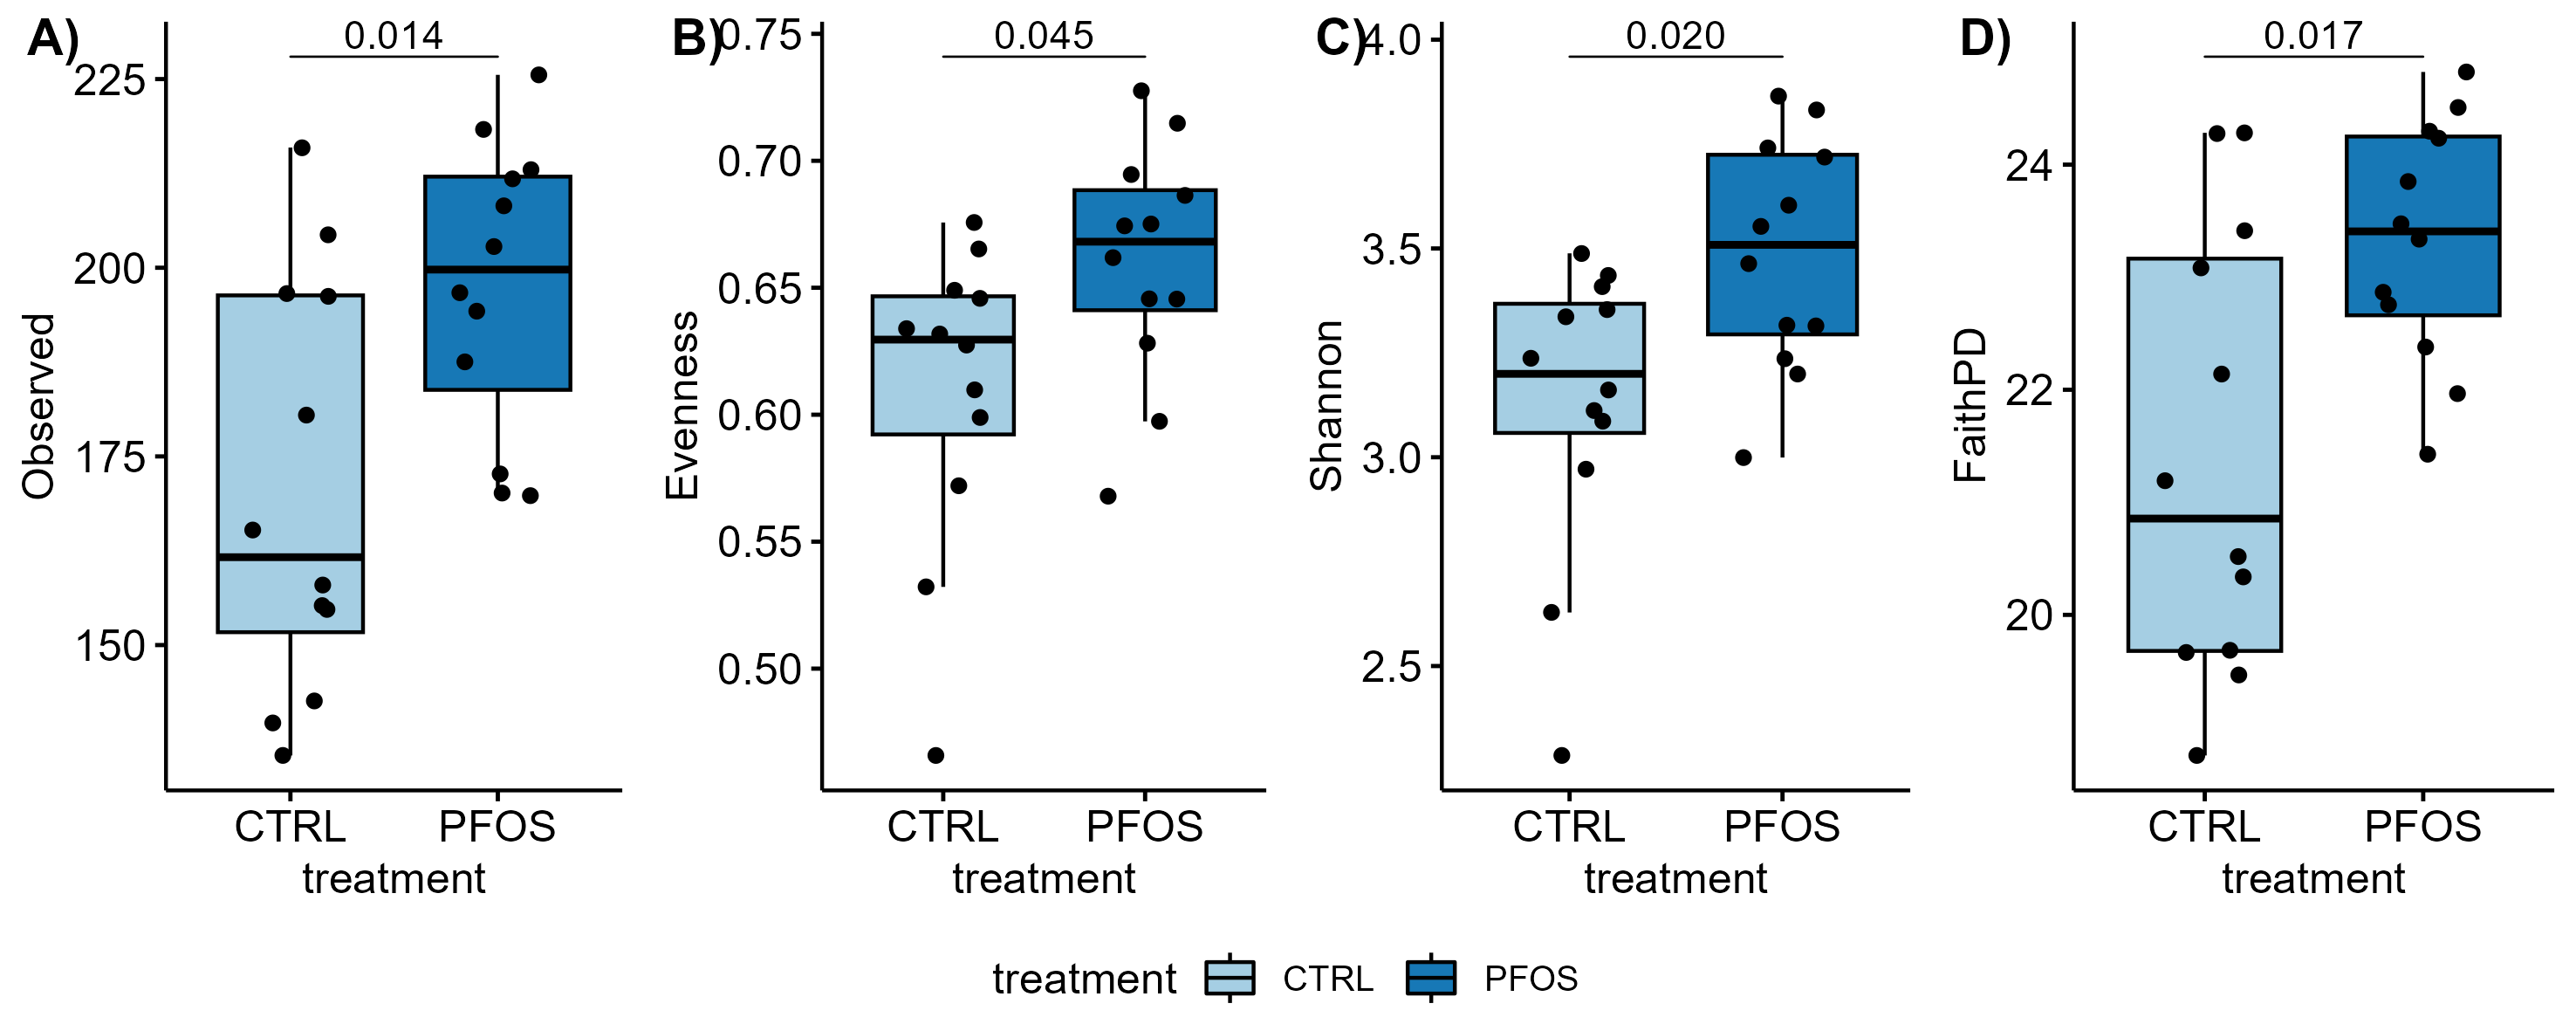 A)
0.014
Observed
225
200
175
150
CTRL
PFOS
treatment
B)
0.045
Evenness
0.75
0.70
0.65
0.60
0.55
0.50
CTRL
PFOS
treatment
C)
0.020
Shannon
4.0
3.5
3.0
2.5
CTRL
PFOS
treatment
D)
0.017
FaithPD
24
22
20
CTRL
PFOS
treatment
treatment CTRL PFOS